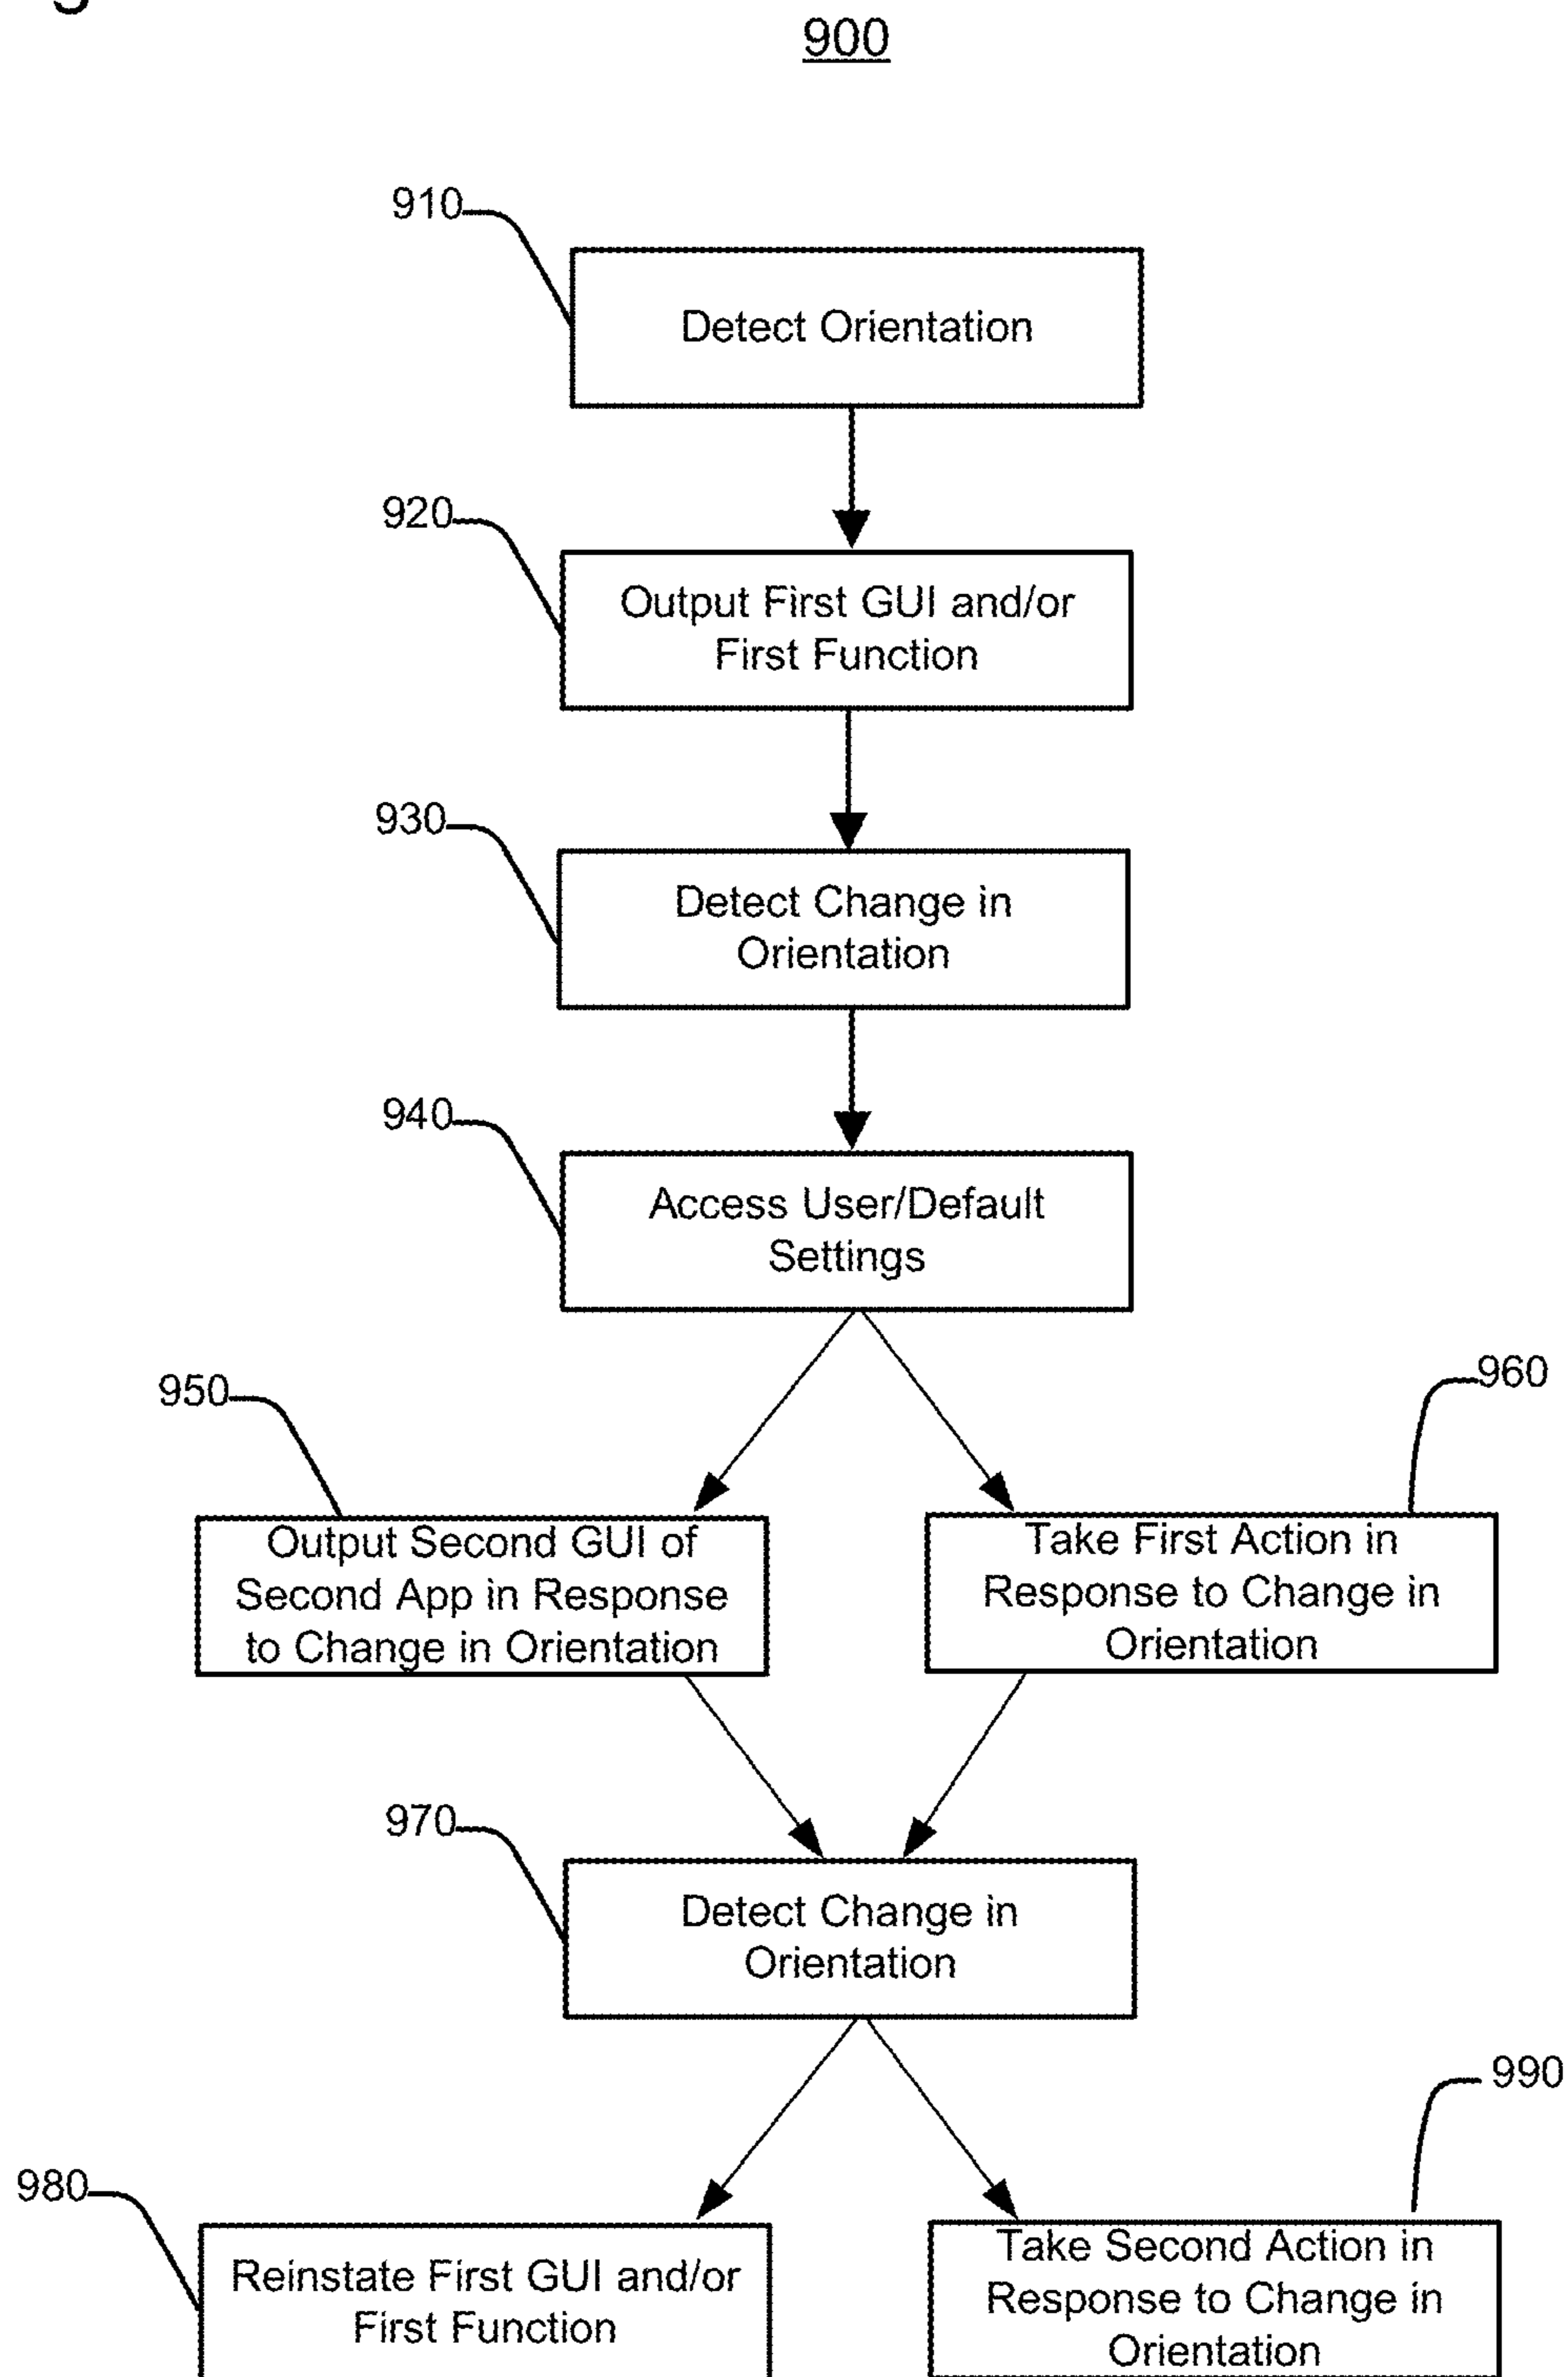 900
910
Detect Orientation
920
Output First GUI and/or
First Function
930
Detect Change in
Orientation
940
Access User/Default
Settings
950
Output Second GUI of
Second App in Response
to Change in Orientation
960
Take First Action in
Response to Change in
Orientation
970
Detect Change in
Orientation
980
Reinstate First GUI and/or
First Function
990
Take Second Action in
Response to Change in
Orientation